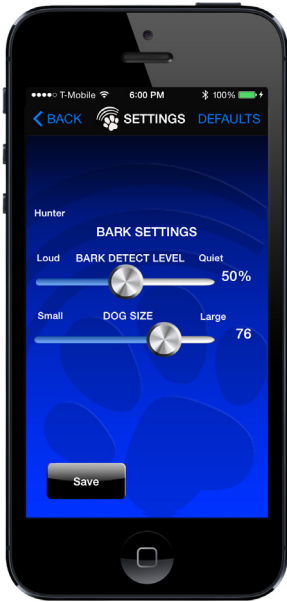 T-Mobile 6:00 PM 100%
BACK SETTINGS DEFAULTS
Hunter
BARK SETTINGS
Loud BARK DETECT LEVEL Quiet
50%
Small DOG SIZE Large
76
Save